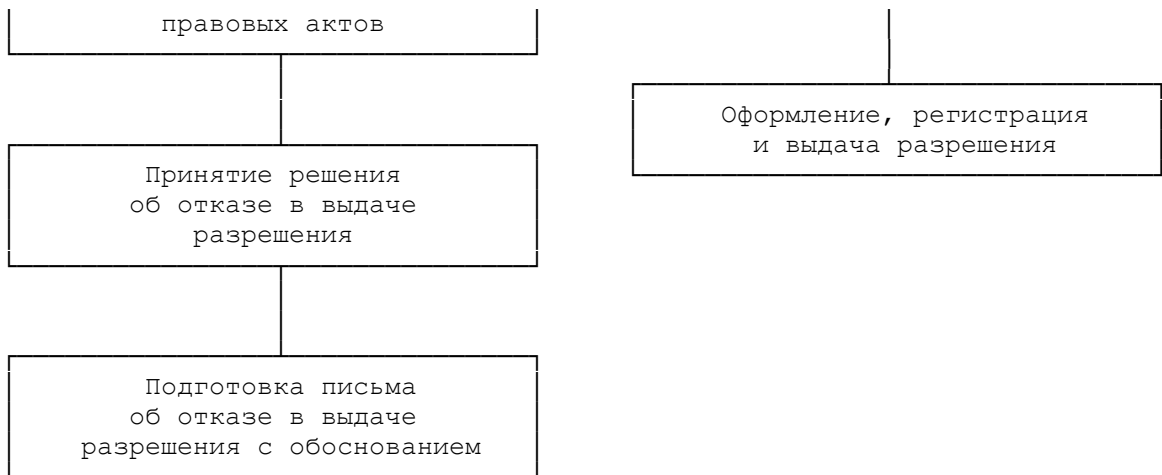 правовых актов
Оформление, регистрация
и выдача разрешения
Принятие решения
об отказе в выдаче
разрешения
Подготовка письма
об отказе в выдаче
разрешения с обоснованием